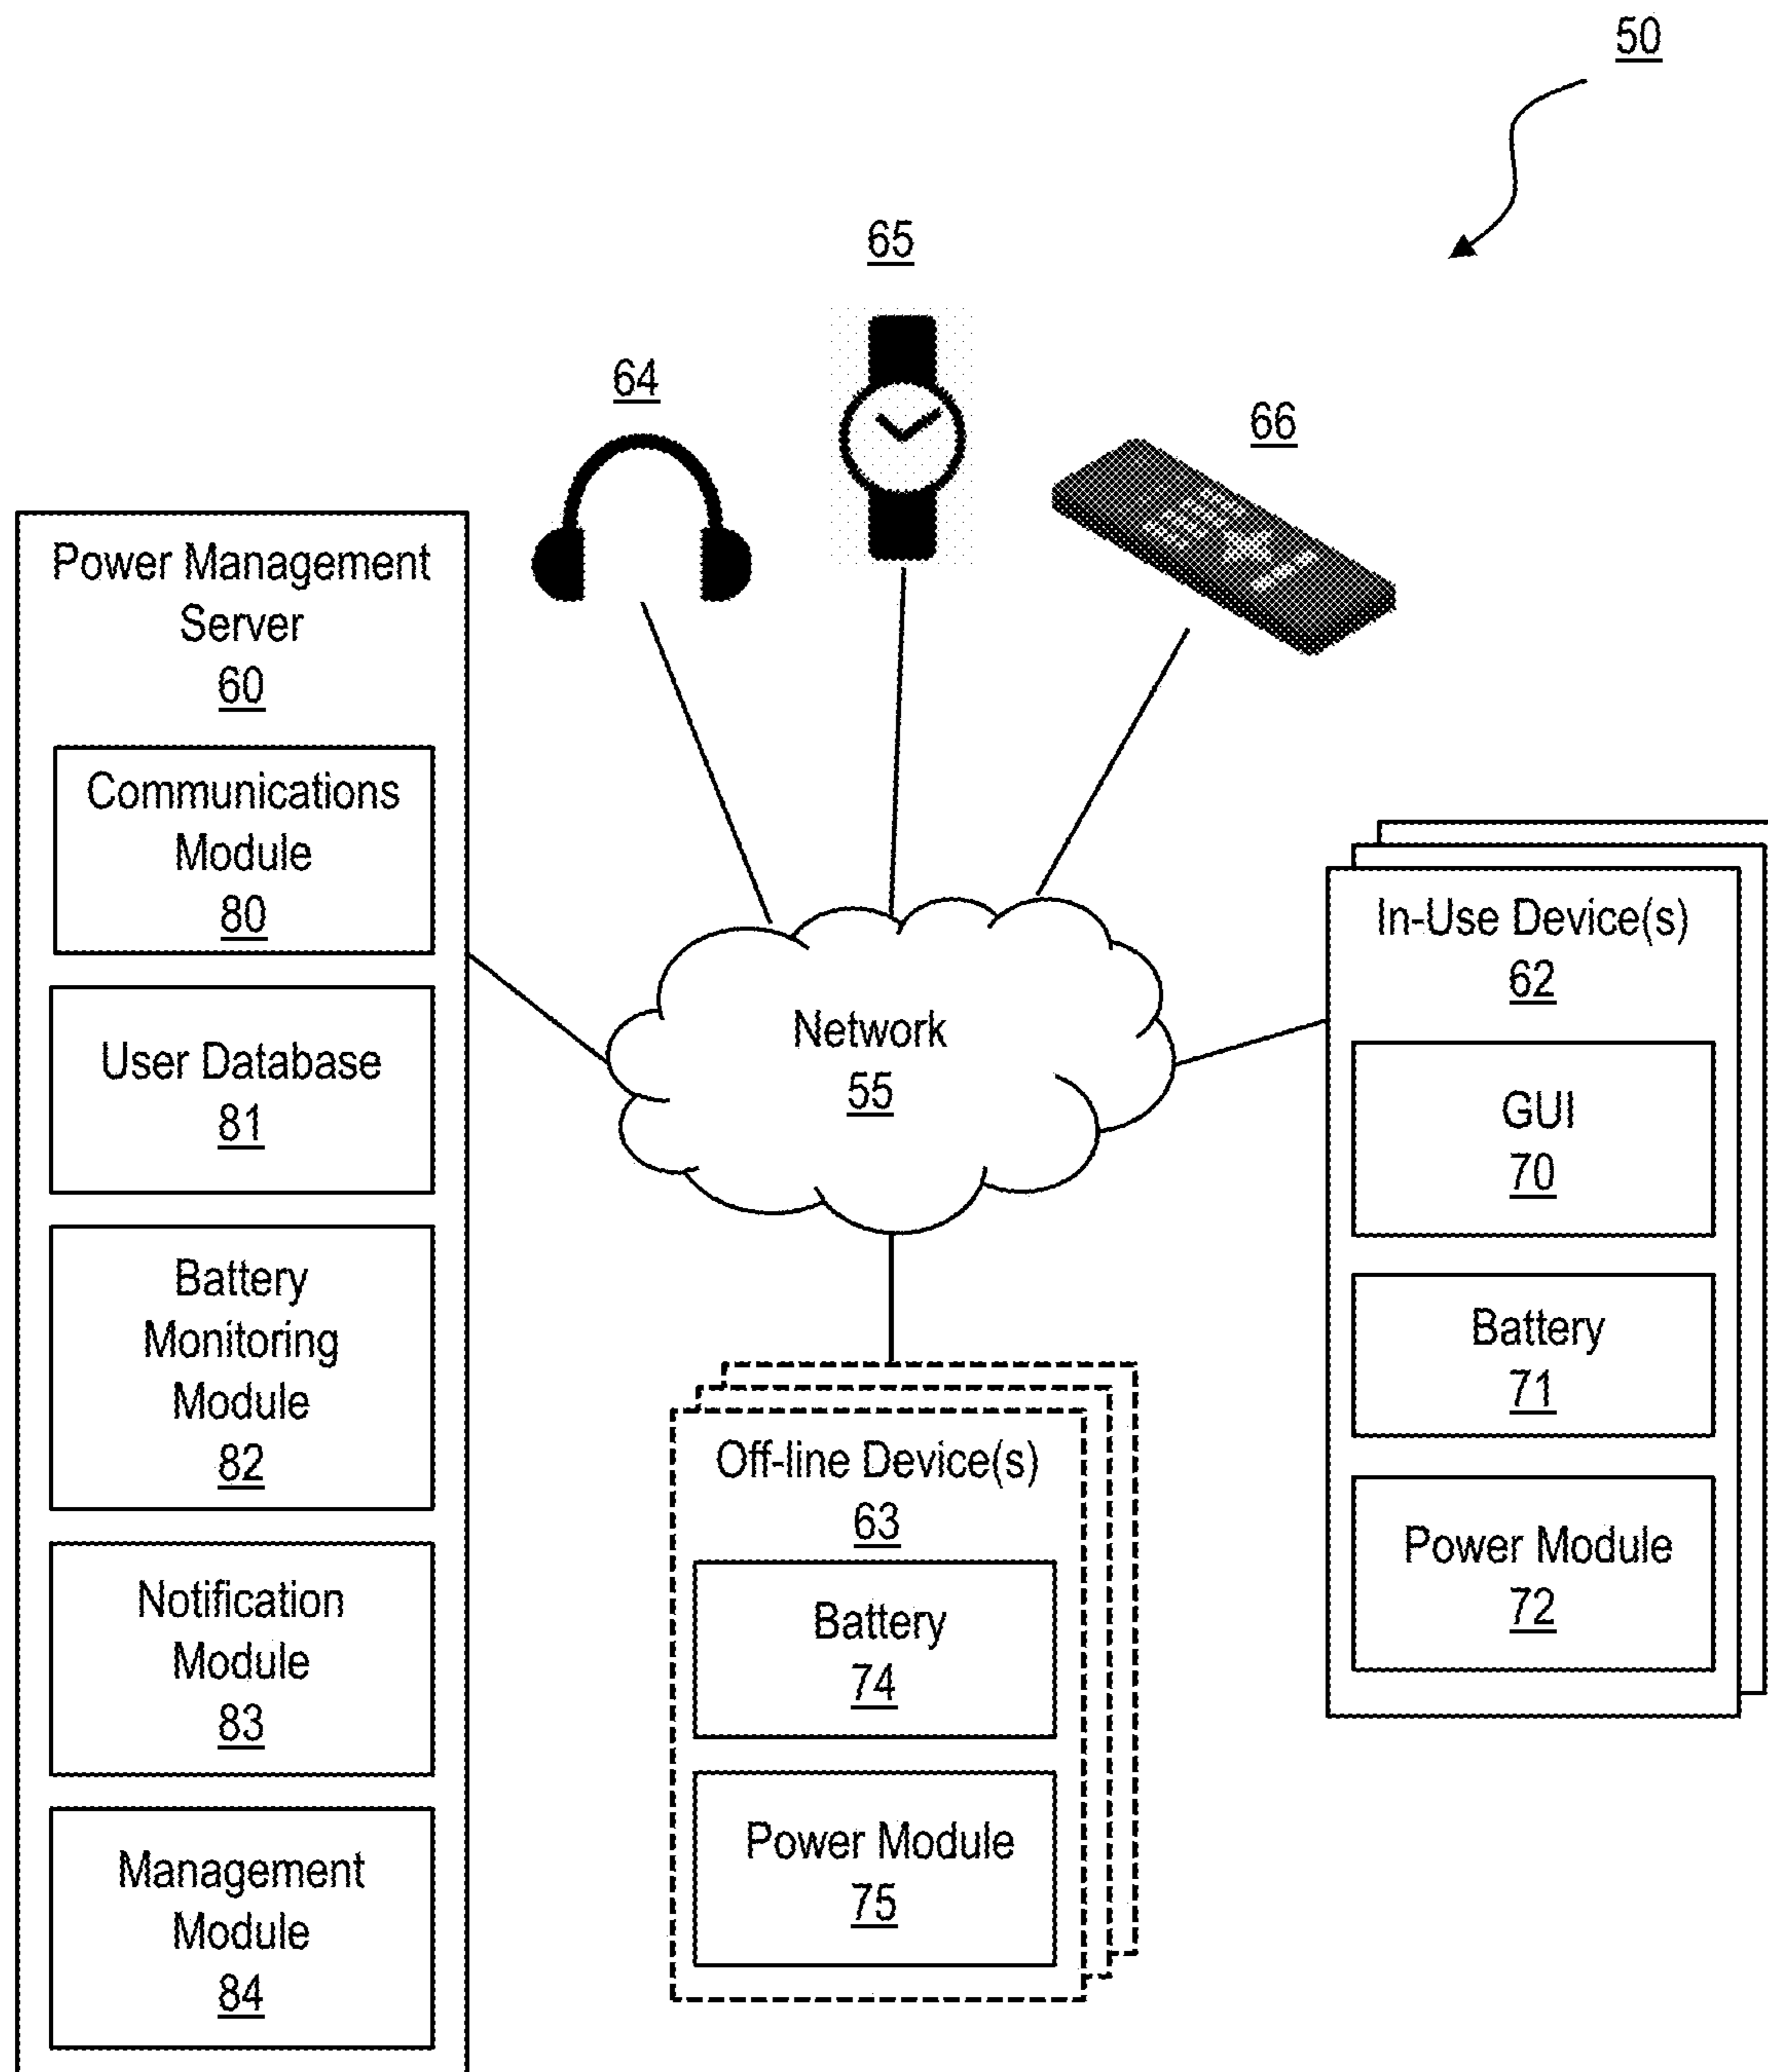 50
65
64
66
Power Management
Server
60
Communications
Module
80
User Database
81
Battery
Monitoring
Module
82
Notification
Module
83
Management
Module
84
Network
55
In-Use Device(s)
62
GUI
70
Battery
71
Power Module
72
Off-line Device(s)
63
Battery
74
Power Module
75